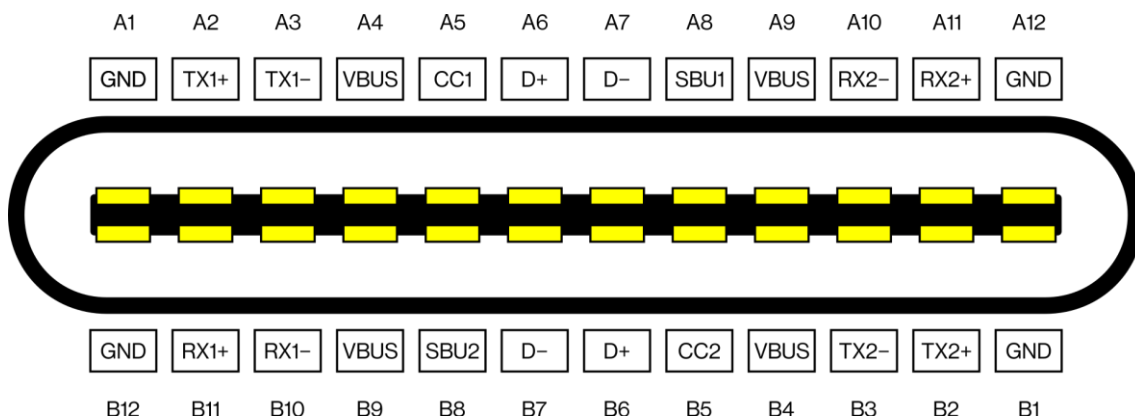 A1 A2 A3 A4 A5 A6 A7 A8 A9 A10 A11 A12
GND TX1+ TX1− VBUS CC1 D+ D− SBU1 VBUS RX2− RX2+ GND
GND RX1+ RX1− VBUS SBU2 D− D+ CC2 VBUS TX2− TX2+ GND
B12 B11 B10 B9 B8 B7 B6 B5 B4 B3 B2 B1